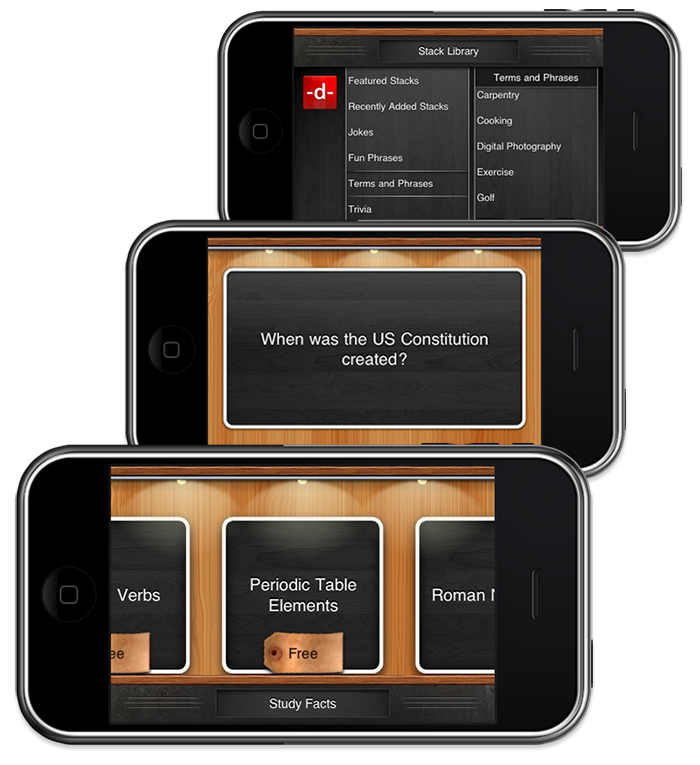 Stack Library
-d-
Featured Stacks
Recently Added Stacks
Jokes
Fun Phrases
Terms and Phrases
Trivia
Terms and Phrases
Carpentry
Cooking
Digital Photography
Exercise
Golf
When was the US Constitution
created?
Verbs
ee
Periodic Table
Elements
Free
Roman
Study Facts